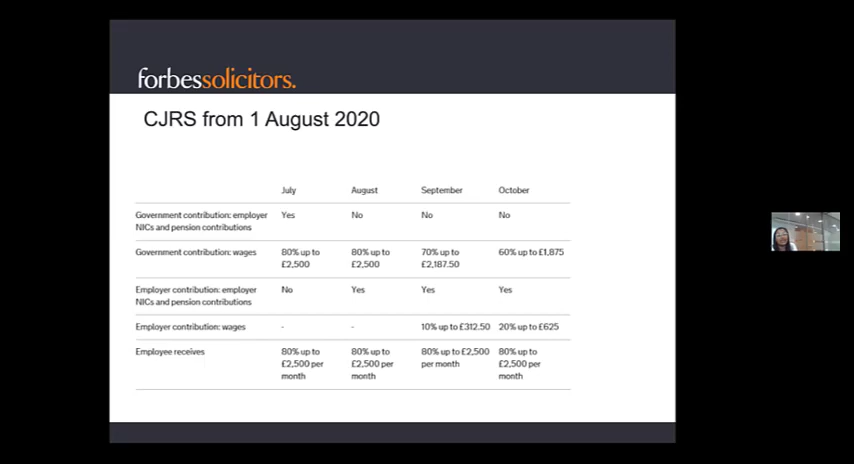 forbessolicitors.
CJRS from 1 August 2020
July August September October
Government contribution: employer Yes No No No
NICs and pension contributions
Government contribution: wages 80% up to 80% up to 70% up to 60% up to £1,875
£2,500 £2,500 £2,187.50
Employer contribution: employer No Yes Yes Yes
NICs and pension contributions
Employer contribution: wages - - 10% up to £312.50 20% up to £625
Employee receives 80% up to 80% up to 80% up to £2,500 80% up to
£2,500 per £2,500 per per month £2,500 per
month month month